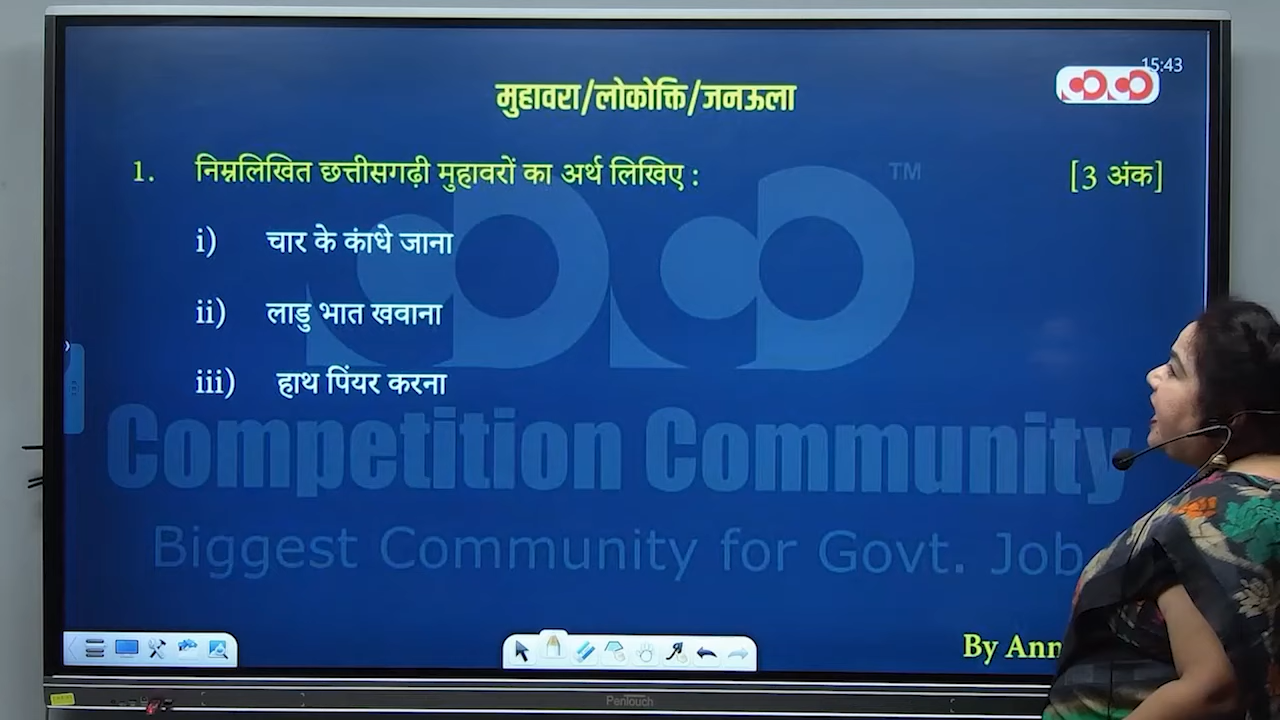 15:43
मुहावरा/लोकोक्ति/जनऊला
1. निम्नलिखित छत्तीसगढ़ी मुहावरों का अर्थ लिखिए : [3 अंक]
TM
i) चार के कांधे जाना
ii) लाडु भात खवाना
iii) हाथ पिंयर करना
Competition Community
Biggest Community for Govt. Job
By
PenTouch